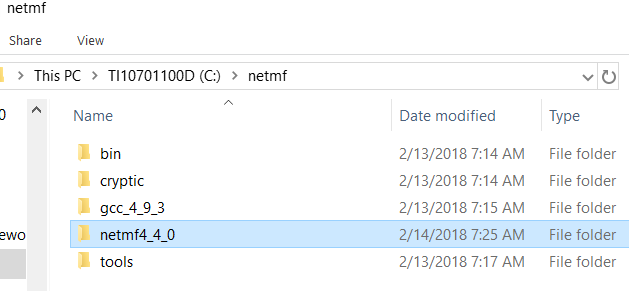 netmf
Share View
This PC TI10701100D (C:) netmf
0
Name Date modified Type
bin 2/13/2018 7:14 AM File folder
cryptic 2/13/2018 7:14 AM File folder
gcc_4_9_3 2/13/2018 7:15 AM File folder
ewo netmf4_4_0 2/14/2018 7:25 AM File folder
tools 2/13/2018 7:17 AM File folder